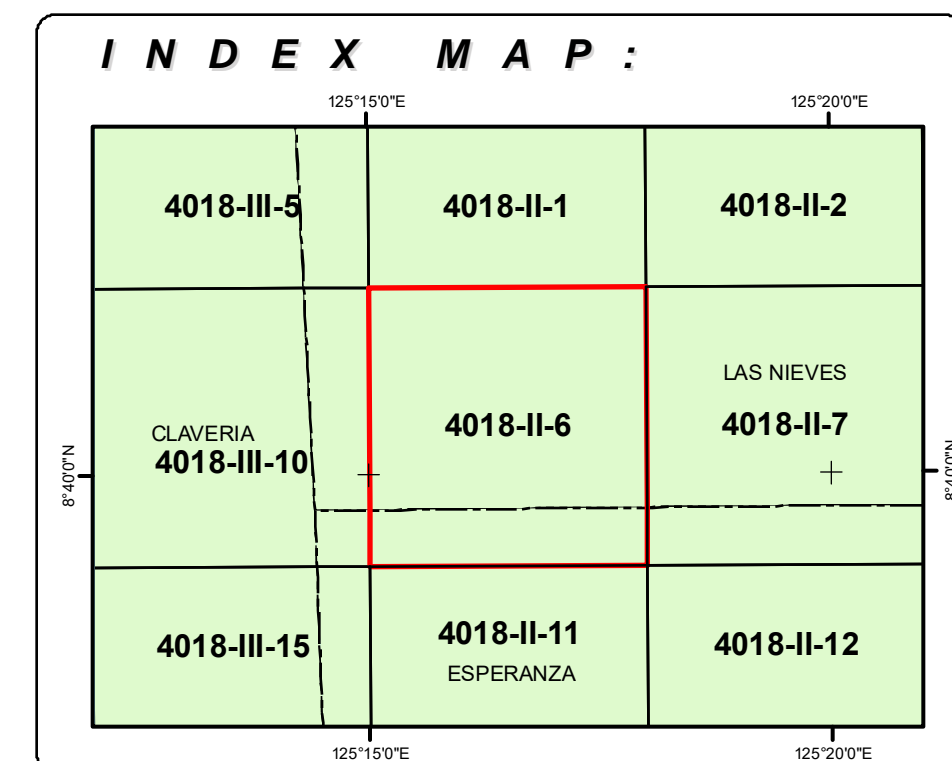 INDEX MAP:
125°15'0"E 125°20'0"E
4018-III-5 4018-II-1 4018-II-2
LAS NIEVES
4018-II-6 4018-II-7
CLAVERIA
4018-III-10
8°40'0"N 8°40'0"N
4018-III-15 4018-II-11 4018-II-12
ESPERANZA
125°15'0"E 125°20'0"E